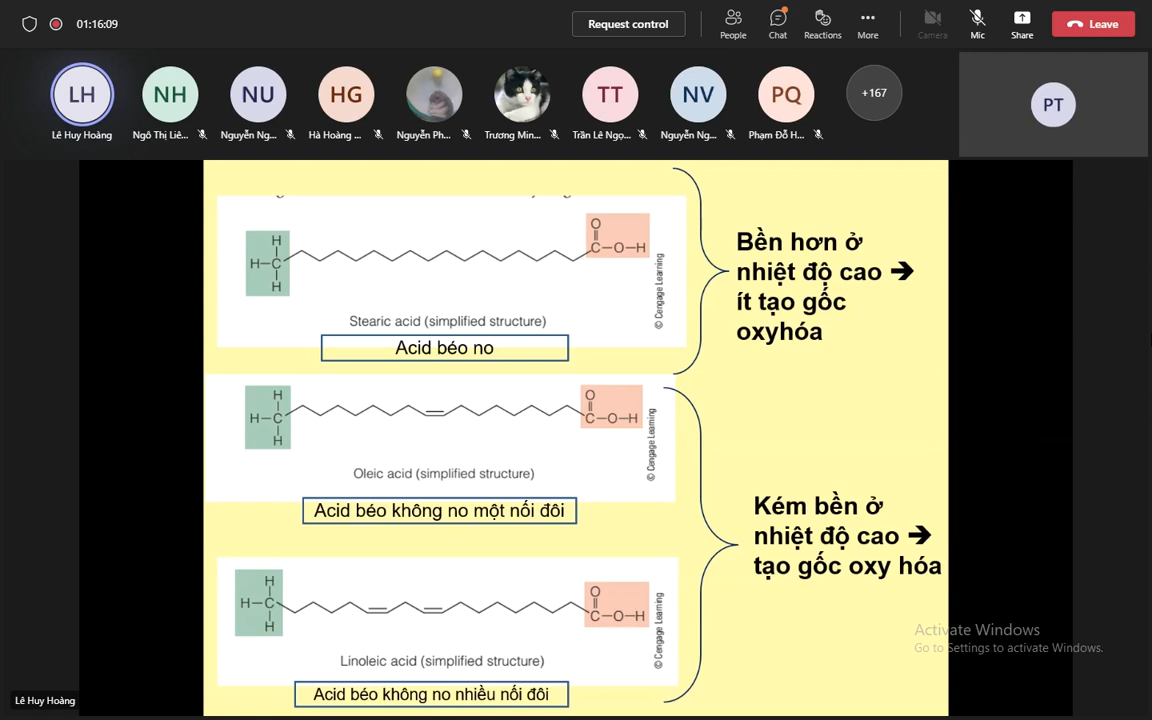 01:16:09
Request control
People
Chat
Reactions
More
Camera
Mic
Share
Leave
LH
NH
NU
HG
TT
NV
PQ
+167
PT
Lê Huy Hoàng
Ngô Thị Liê...
Nguyễn Ng...
Hà Hoàng ...
Nguyễn Ph...
Trương Min...
Trần Lê Ngọ...
Nguyễn Ng...
Phạm Đỗ H...
H
H—C
H
O
C—O—H
© Cengage Learning
Stearic acid (simplified structure)
Acid béo no
Bền hơn ở
nhiệt độ cao ➔
ít tạo gốc
oxyhóa
H
H—C
H
O
C—O—H
© Cengage Learning
Oleic acid (simplified structure)
Acid béo không no một nối đôi
Kém bền ở
nhiệt độ cao ➔
tạo gốc oxy hóa
H
H—C
H
O
C—O—H
© Cengage Learning
Linoleic acid (simplified structure)
Acid béo không no nhiều nối đôi
Activate Windows
Go to Settings to activate Windows.
Lê Huy Hoàng